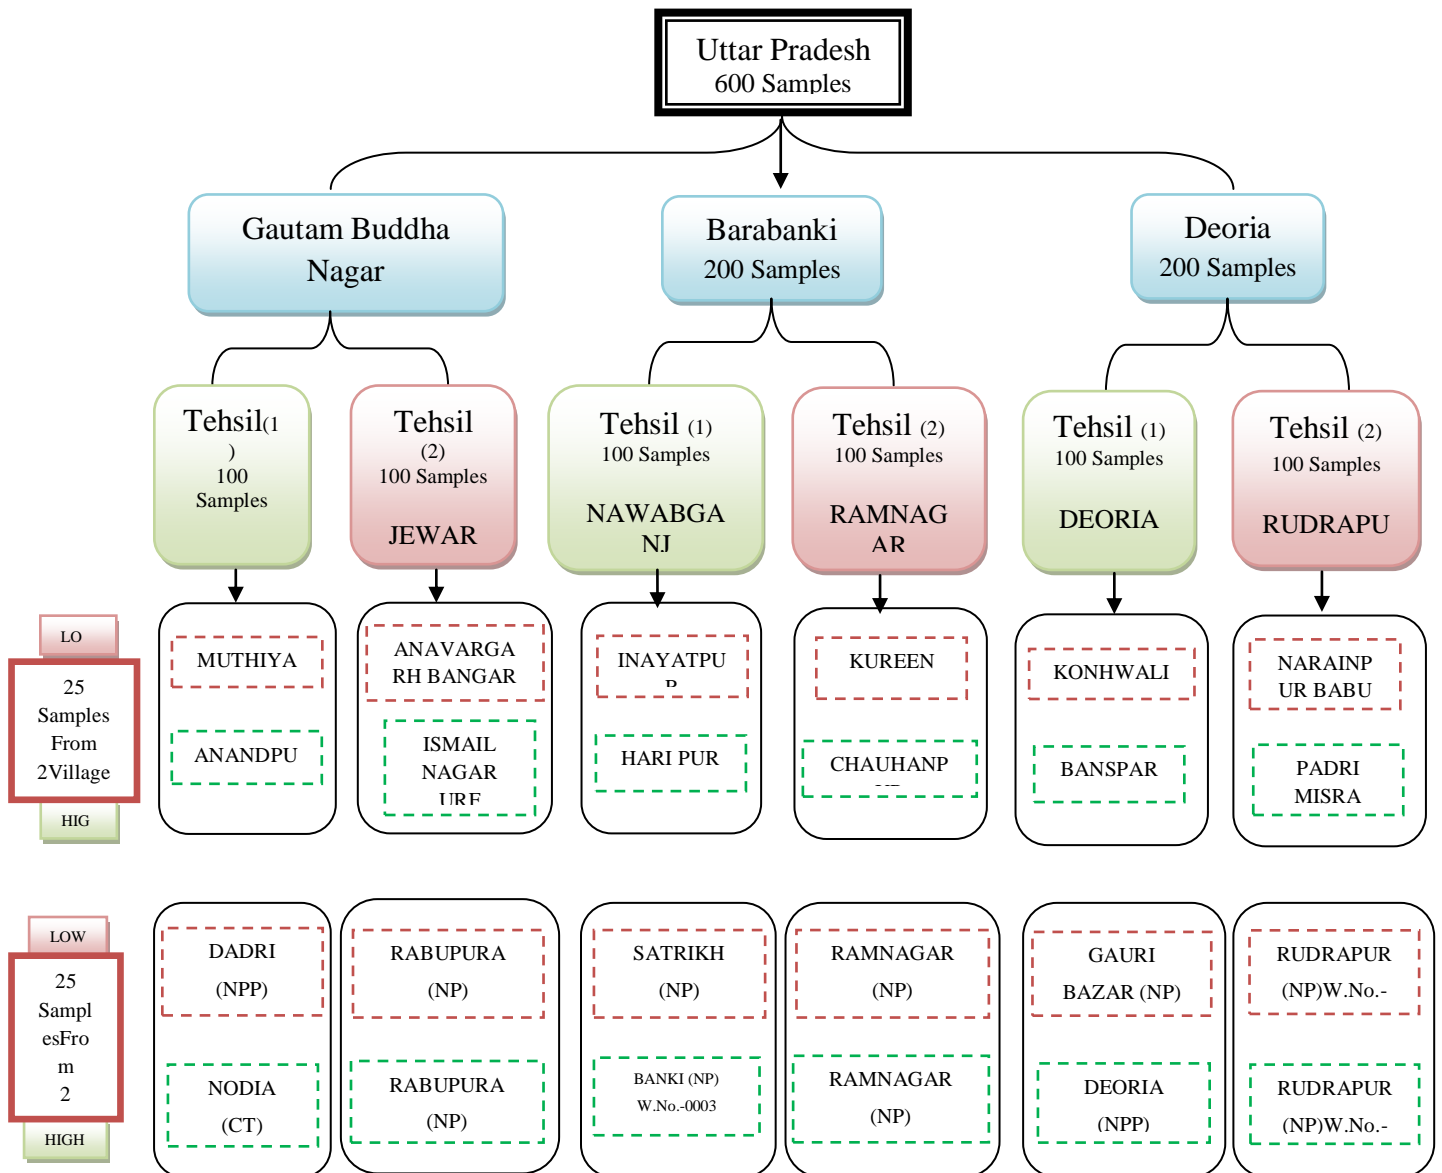 Uttar Pradesh
600 Samples
Gautam Buddha
Nagar
Barabanki
200 Samples
Deoria
200 Samples
Tehsil(1
)
100
Samples
Tehsil
(2)
100 Samples
JEWAR
Tehsil (1)
100 Samples
NAWABGA
NJ
Tehsil (2)
100 Samples
RAMNAG
AR
Tehsil (1)
100 Samples
DEORIA
Tehsil (2)
100 Samples
RUDRAPU
LO
25
Samples
From
2Village
HIG
MUTHIYA
ANANDPU
ANAVARGA
RH BANGAR
ISMAIL
NAGAR
URF
INAYATPU
R
HARI PUR
KUREEN
CHAUHANP
KONHWALI
BANSPAR
NARAINP
UR BABU
PADRI
MISRA
LOW
25
Sampl
esFro
m
2
HIGH
DADRI
(NPP)
NODIA
(CT)
RABUPURA
(NP)
RABUPURA
(NP)
SATRIKH
(NP)
BANKI (NP)
W.No.-0003
RAMNAGAR
(NP)
RAMNAGAR
(NP)
GAURI
BAZAR (NP)
DEORIA
(NPP)
RUDRAPUR
(NP)W.No.-
RUDRAPUR
(NP)W.No.-